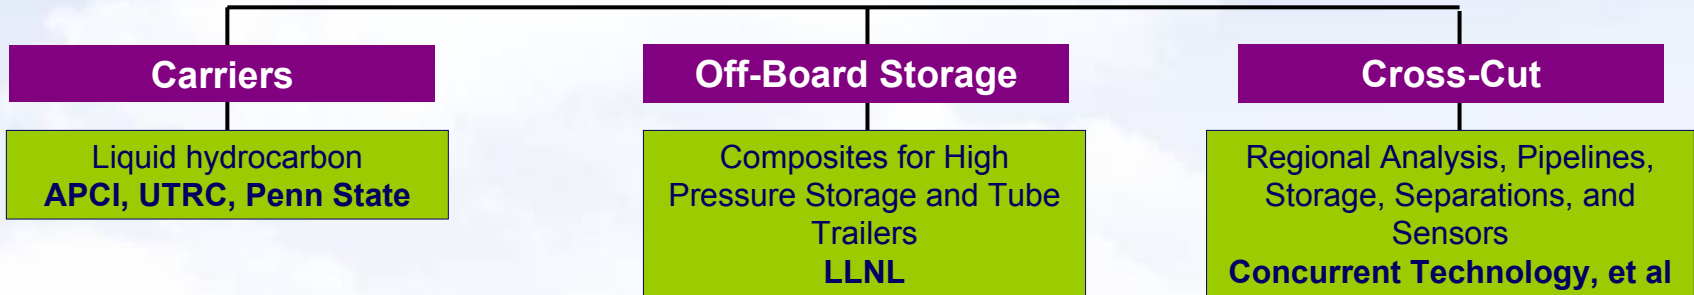 Carriers
Liquid hydrocarbon
APCI, UTRC, Penn State
Off-Board Storage
Composites for High
Pressure Storage and Tube
Trailers
LLNL
Cross-Cut
Regional Analysis, Pipelines,
Storage, Separations, and
Sensors
Concurrent Technology, et al